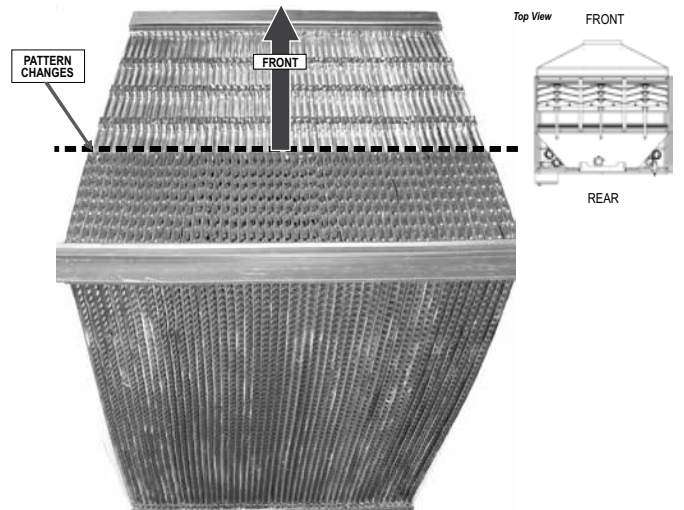 Top View
FRONT
PATTERN
CHANGES
FRONT
REAR